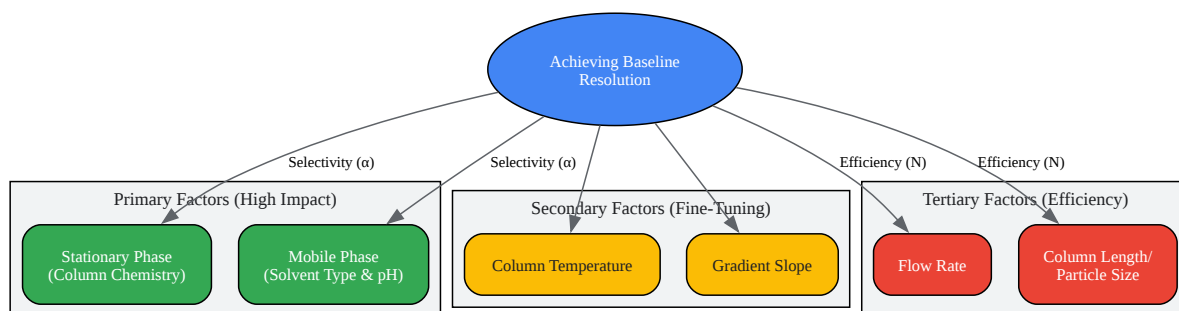 Achieving Baseline
Resolution
Selectivity (α)
Selectivity (α)
Efficiency (N)
Efficiency (N)
Primary Factors (High Impact)
Secondary Factors (Fine-Tuning)
Tertiary Factors (Efficiency)
Stationary Phase
(Column Chemistry)
Mobile Phase
(Solvent Type & pH)
Column Temperature
Gradient Slope
Flow Rate
Column Length/
Particle Size